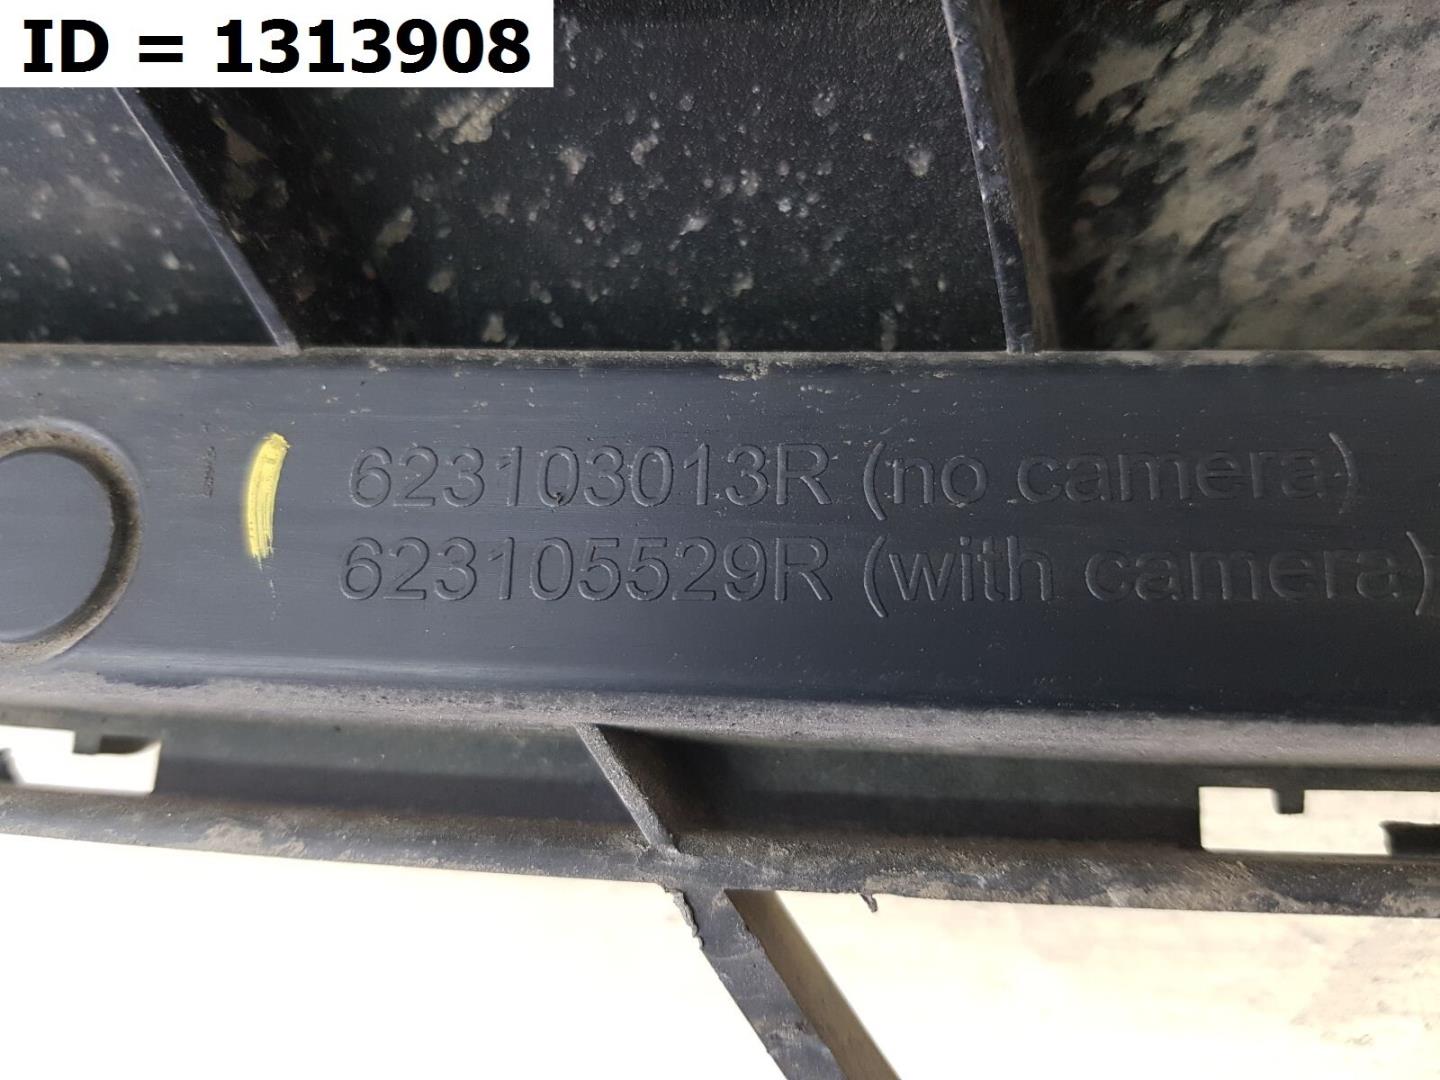 ID = 1313908
623103013R (no camera)
623105529R (with camera)